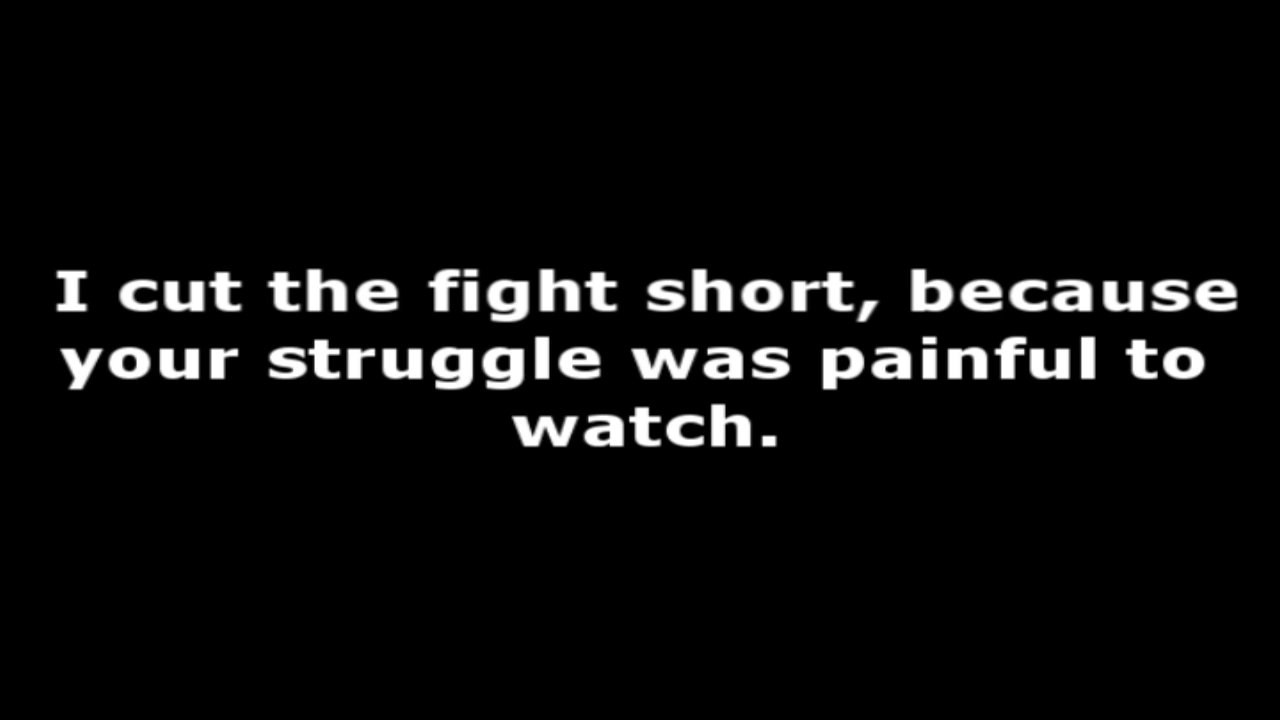 I cut the fight short, because
your struggle was painful to
watch.